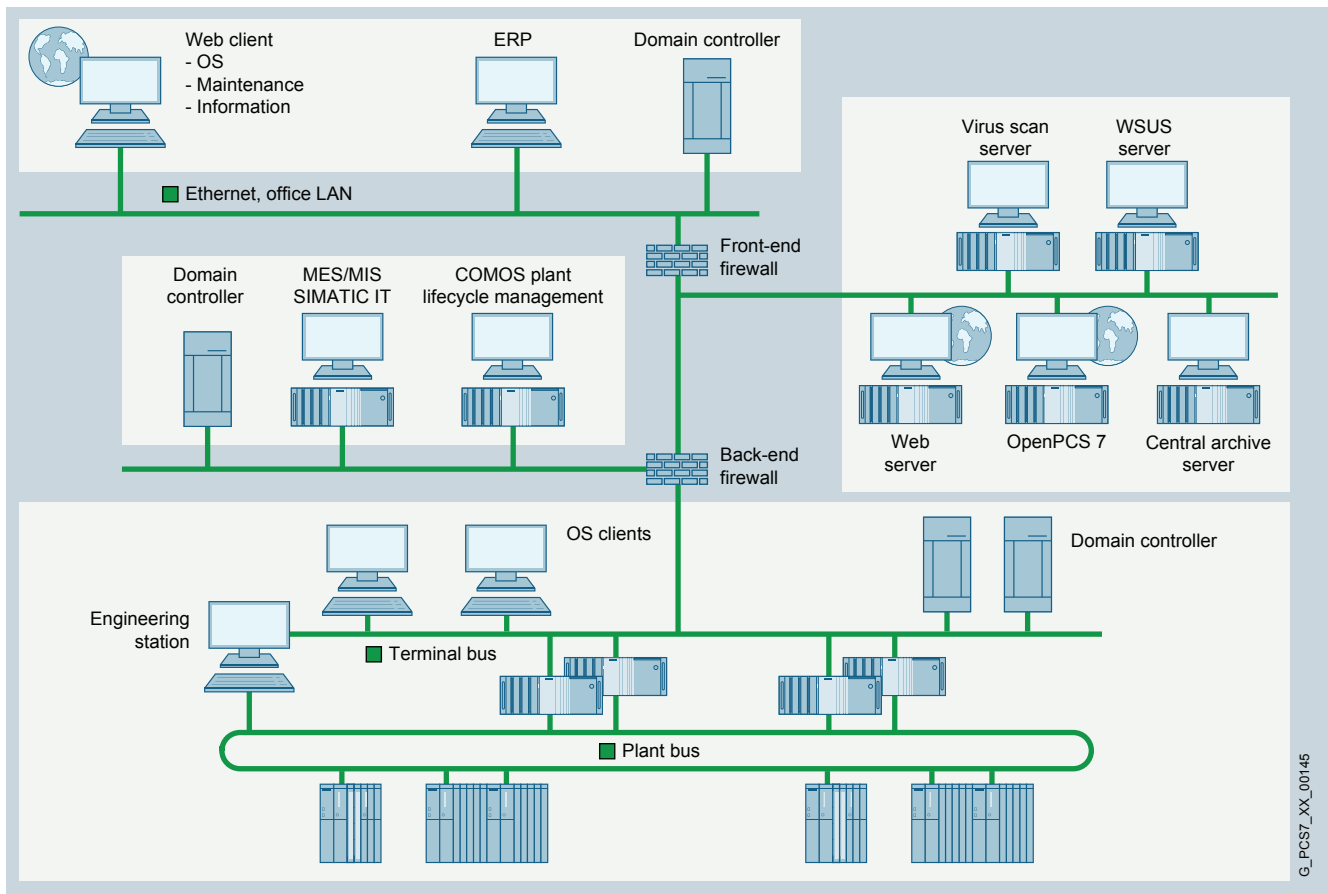 Web client
- OS
- Maintenance
- Information
ERP
Domain controller
Ethernet, office LAN
Virus scan
server
WSUS
server
Front-end
firewall
Domain
controller
MES/MIS
SIMATIC IT
COMOS plant
lifecycle management
Web
server
OpenPCS 7
Central archive
server
Back-end
firewall
OS clients
Domain controller
Engineering
station
Terminal bus
Plant bus
G_PCS7_XX_00145